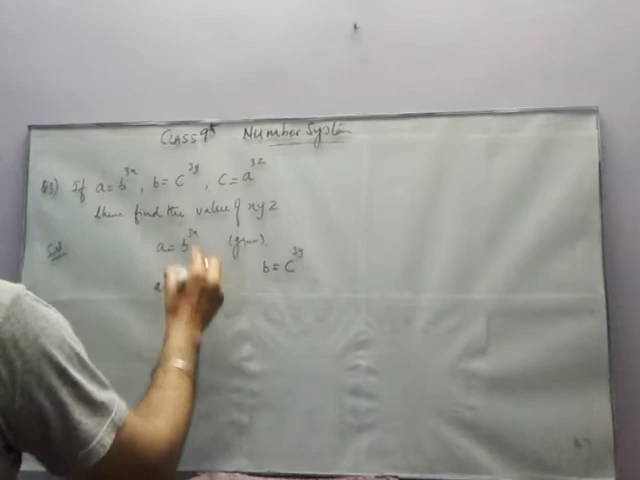 CLASS 9th Number System
Q3) If a = b^3x, b = c^3y, c = a^3z
then find the value of xyz
Sol a = b^3x (given)
b = c^3y
a